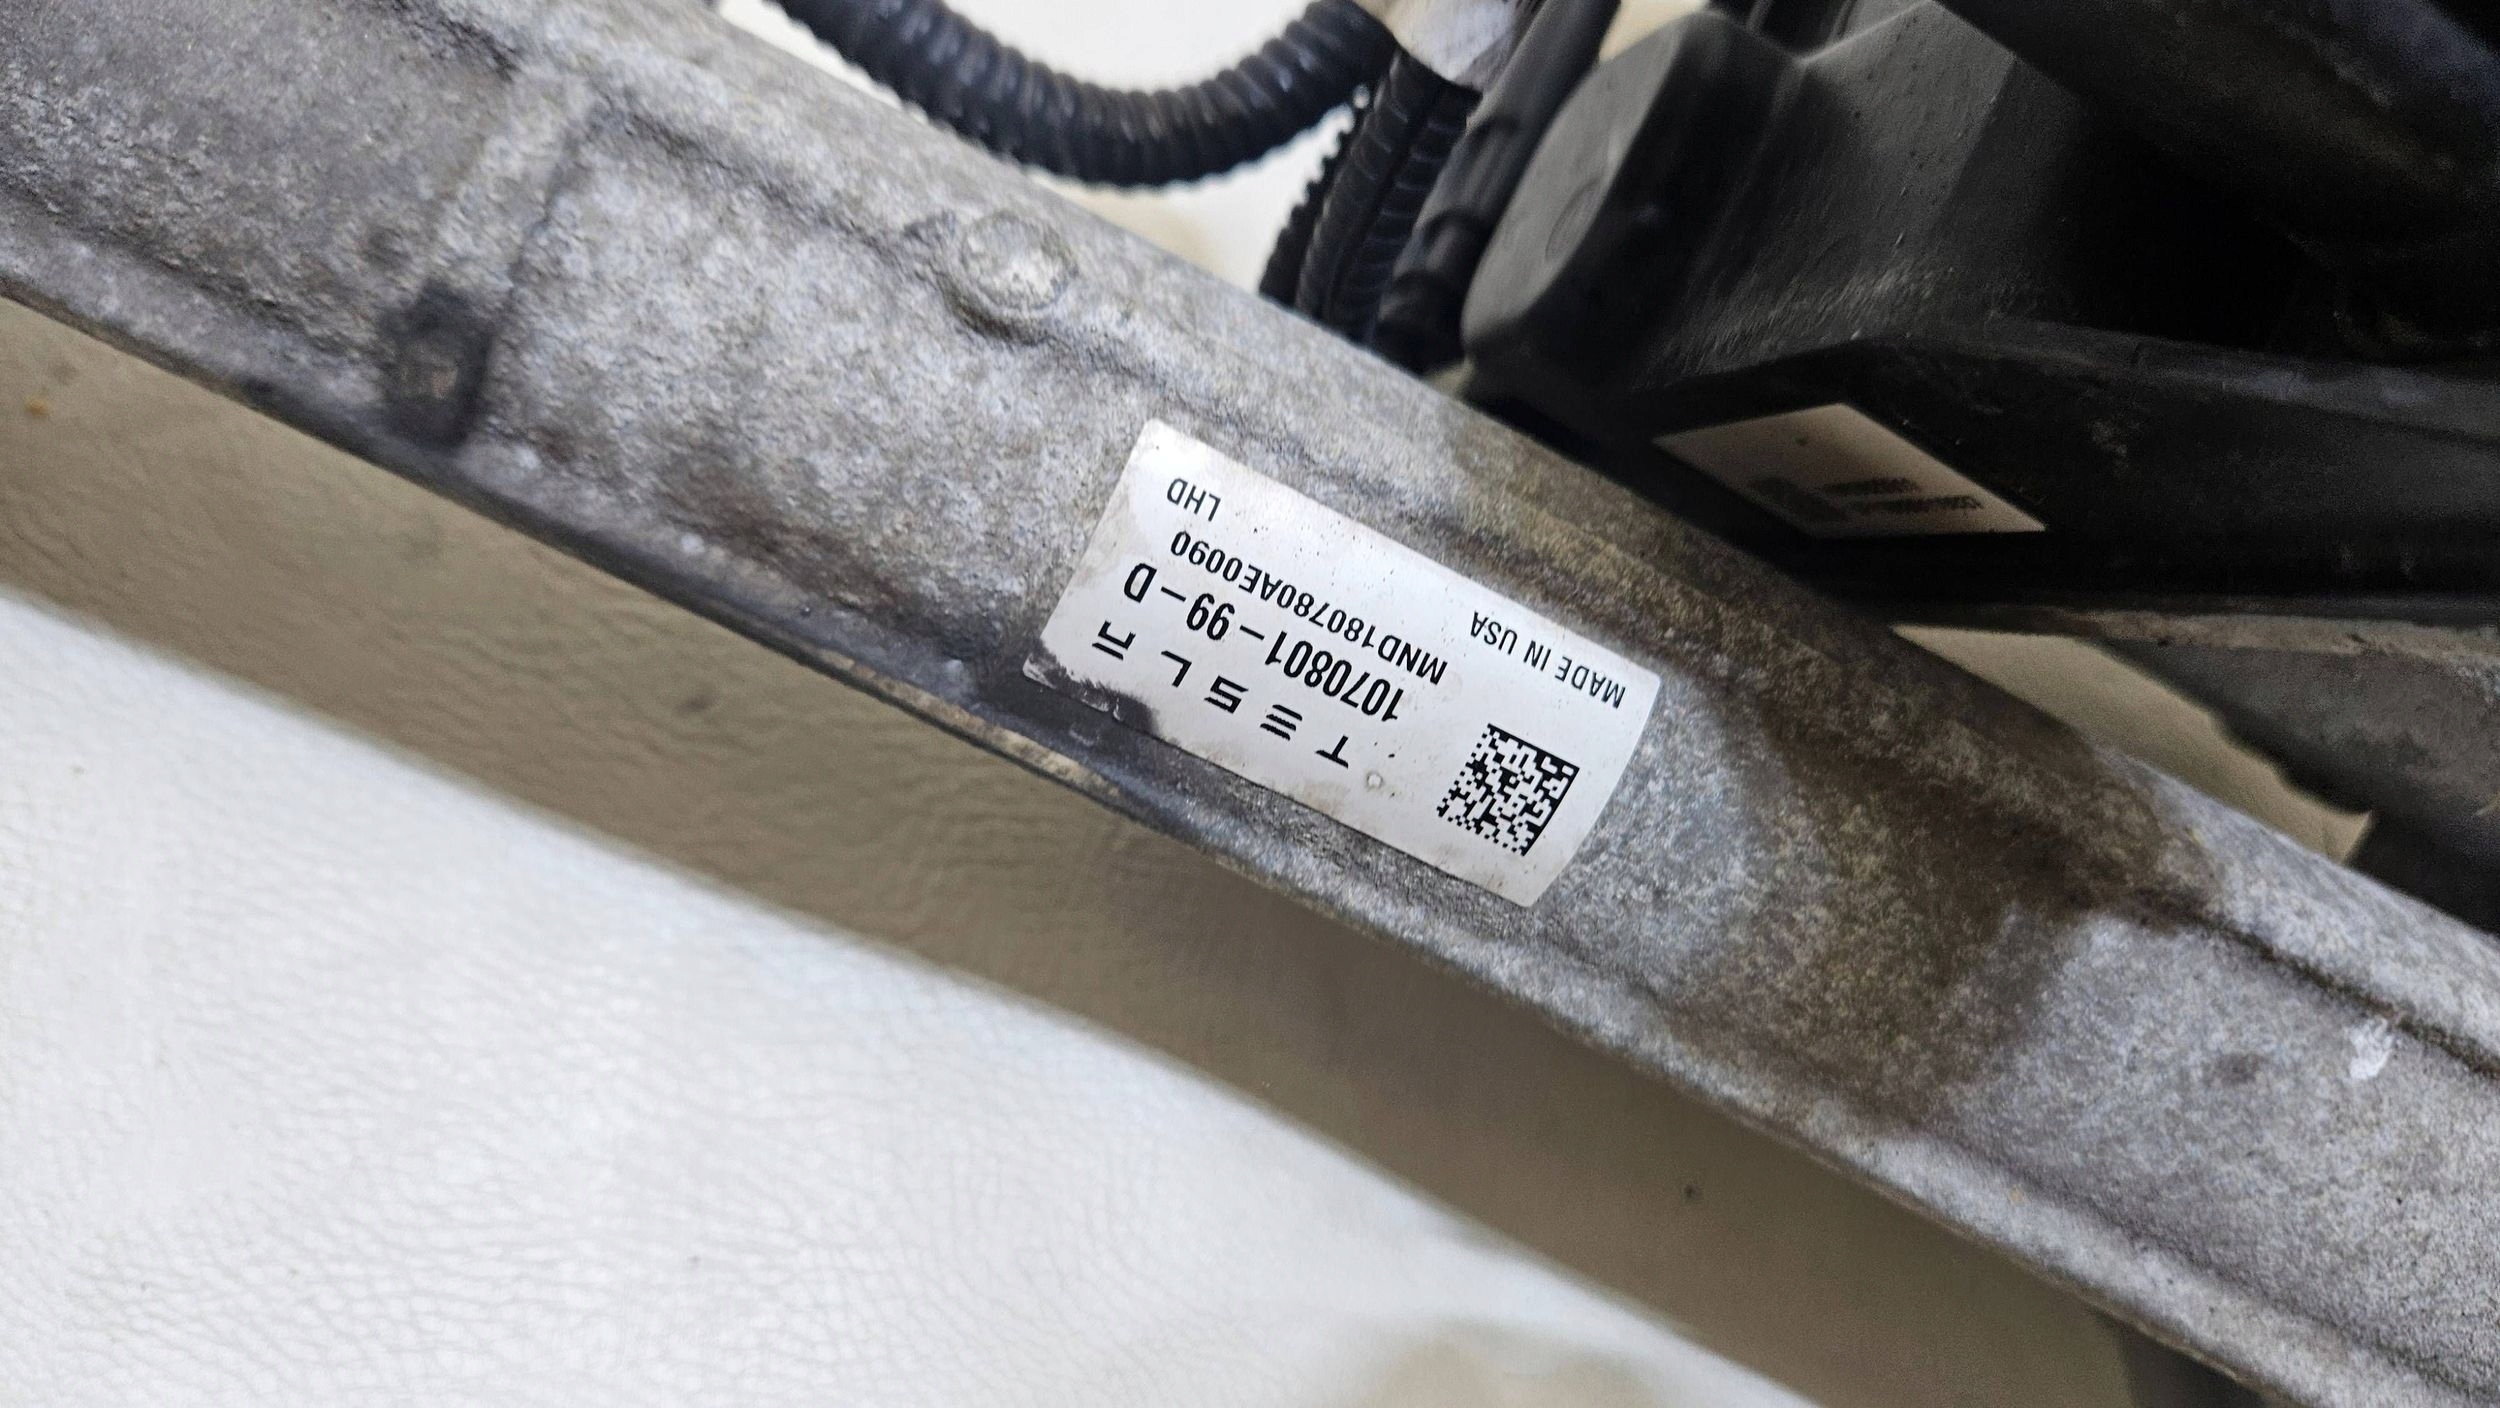 TESLA
1070801-99-D
MND180780AE0090
MADE IN USA LHD